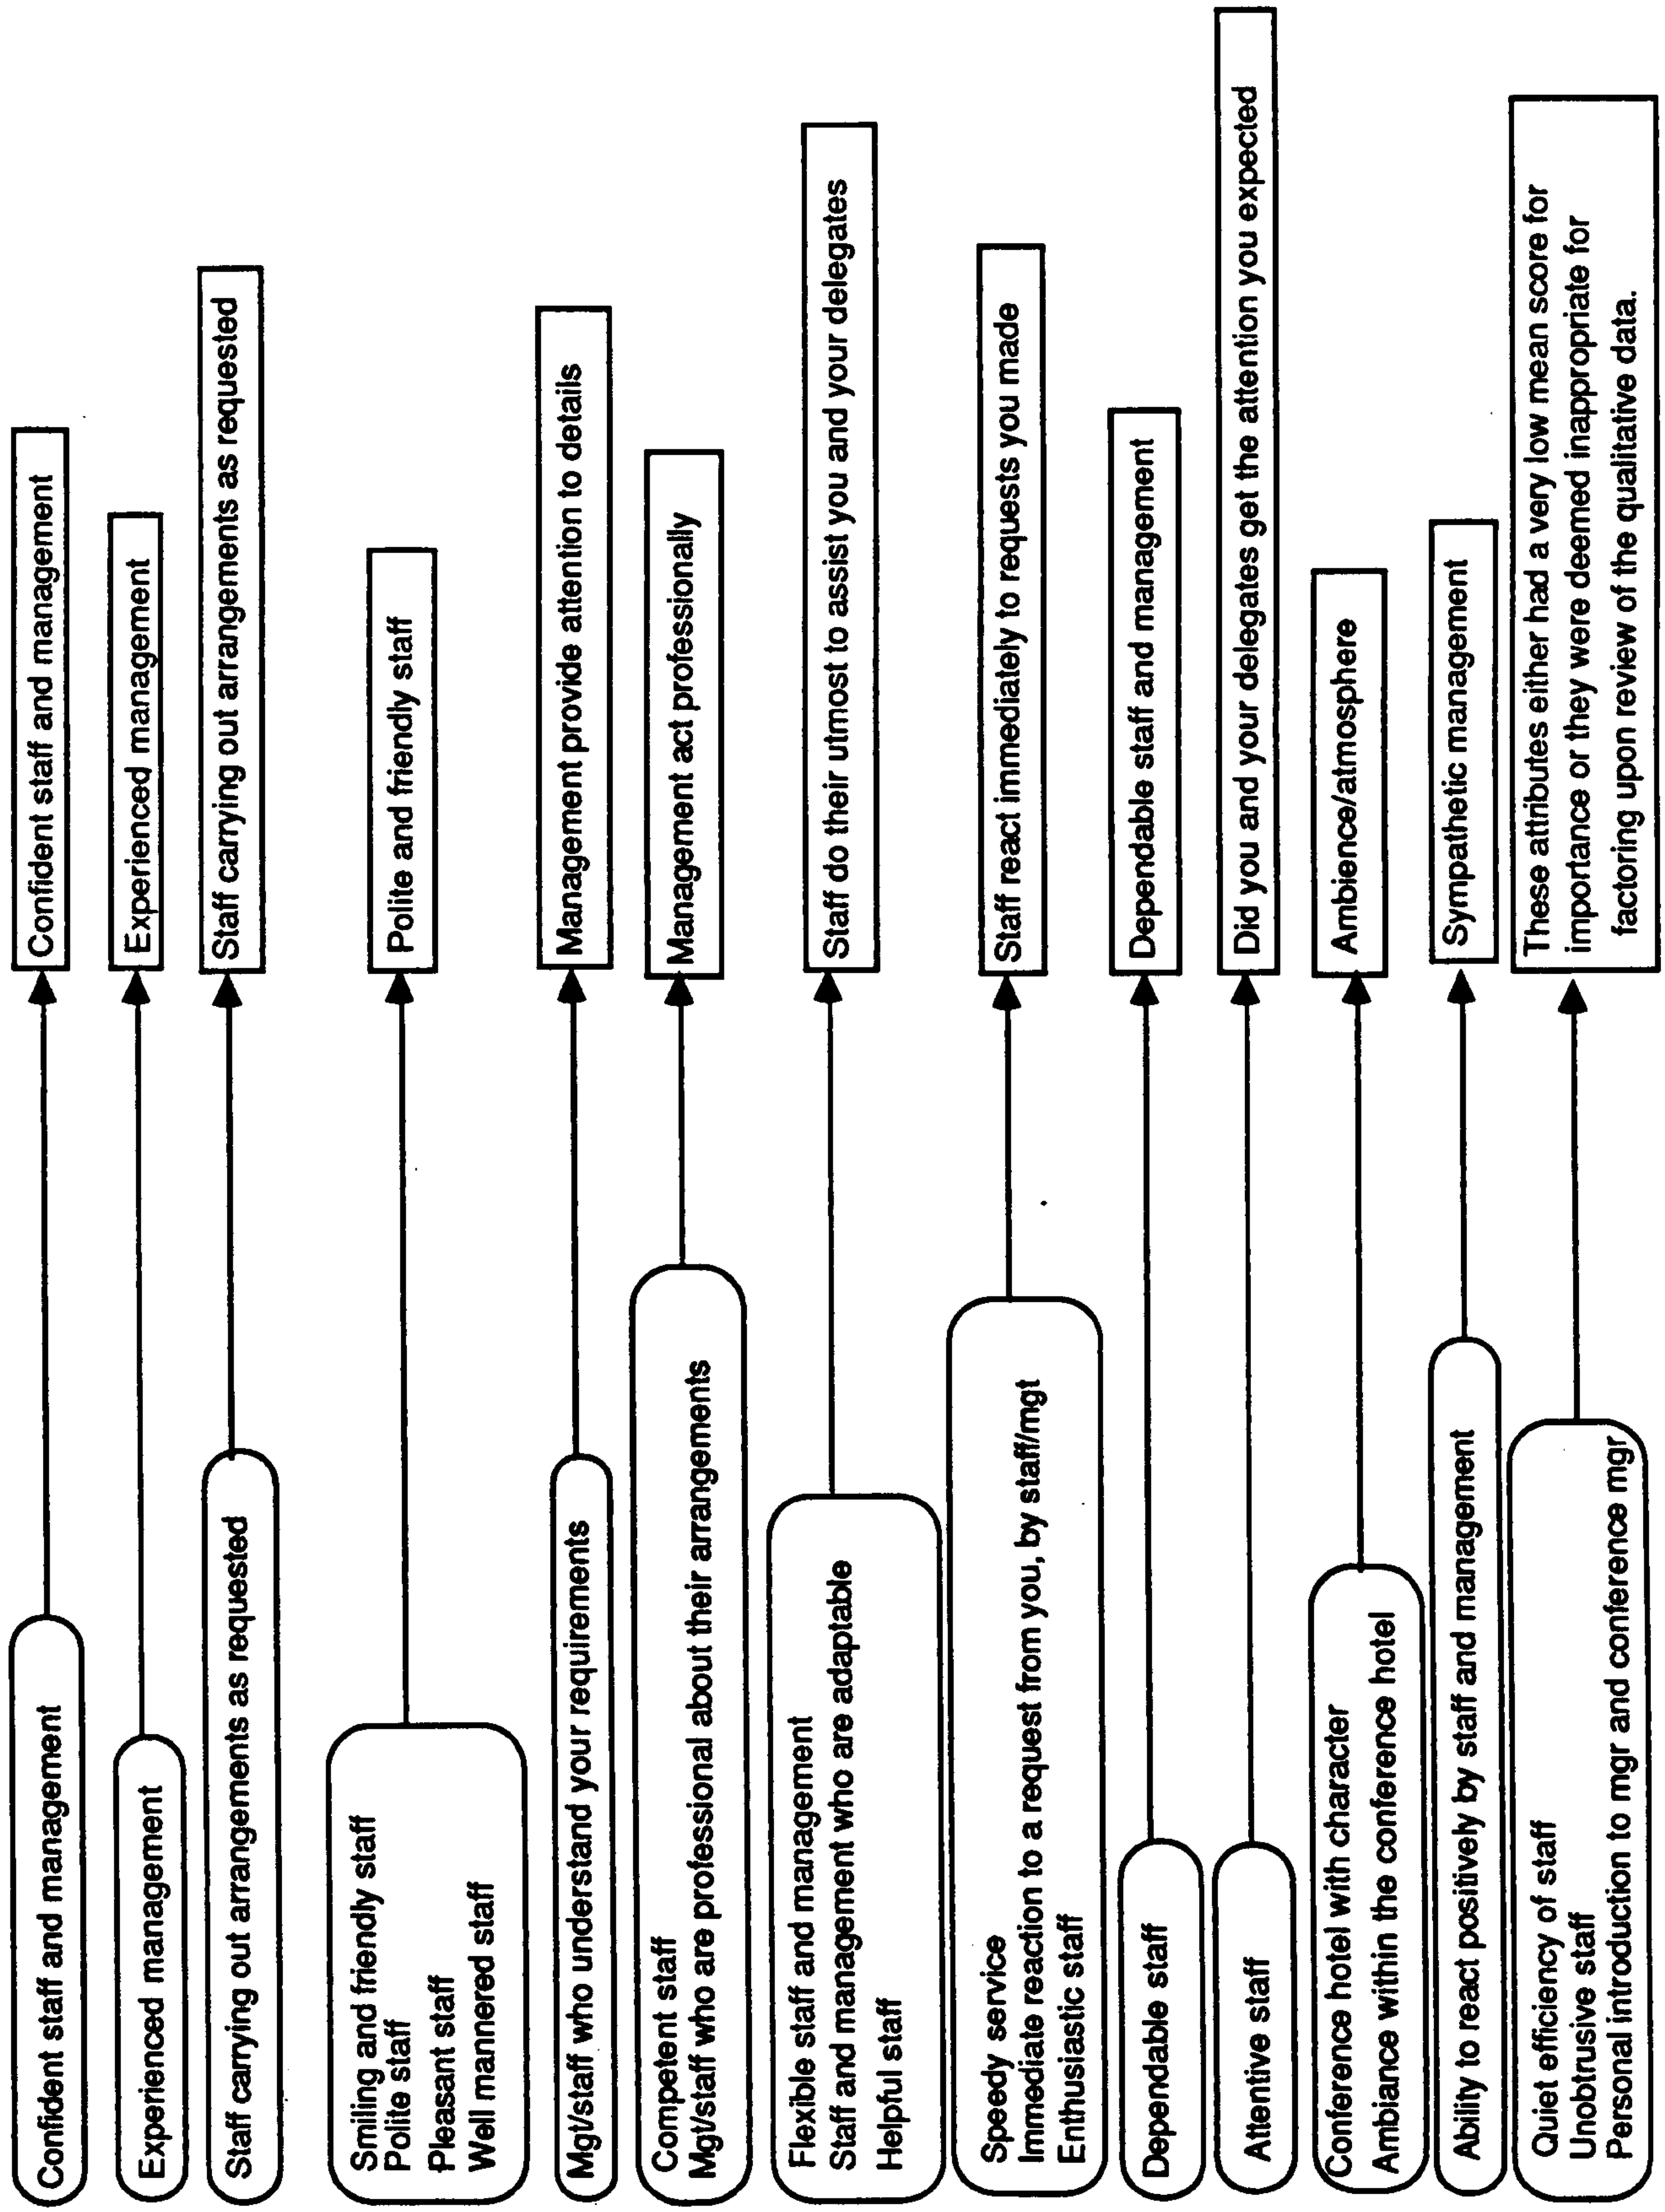 Confident staff and management
Confident staff and management
Experienced management
Experienced management
Staff carrying out arrangements as requested
Staff carrying out arrangements as requested
Smiling and friendly staff
Polite staff
Pleasant staff
Well mannered staff
Polite and friendly staff
Mgt/staff who understand your requirements
Management provide attention to details
Competent staff
Mgt/staff who are professional about their arrangements
Management act professionally
Flexible staff and management
Staff and management who are adaptable
Helpful staff
Staff do their utmost to assist you and your delegates
Speedy service
Immediate reaction to a request from you, by staff/mgt
Enthusiastic staff
Staff react immediately to requests you made
Dependable staff
Dependable staff and management
Attentive staff
Did you and your delegates get the attention you expected
Conference hotel with character
Ambiance within the conference hotel
Ambience/atmosphere
Ability to react positively by staff and management
Sympathetic management
Quiet efficiency of staff
Unobtrusive staff
Personal introduction to mgr and conference mgr
These attributes either had a very low mean score for
importance or they were deemed inappropriate for
factoring upon review of the qualitative data.